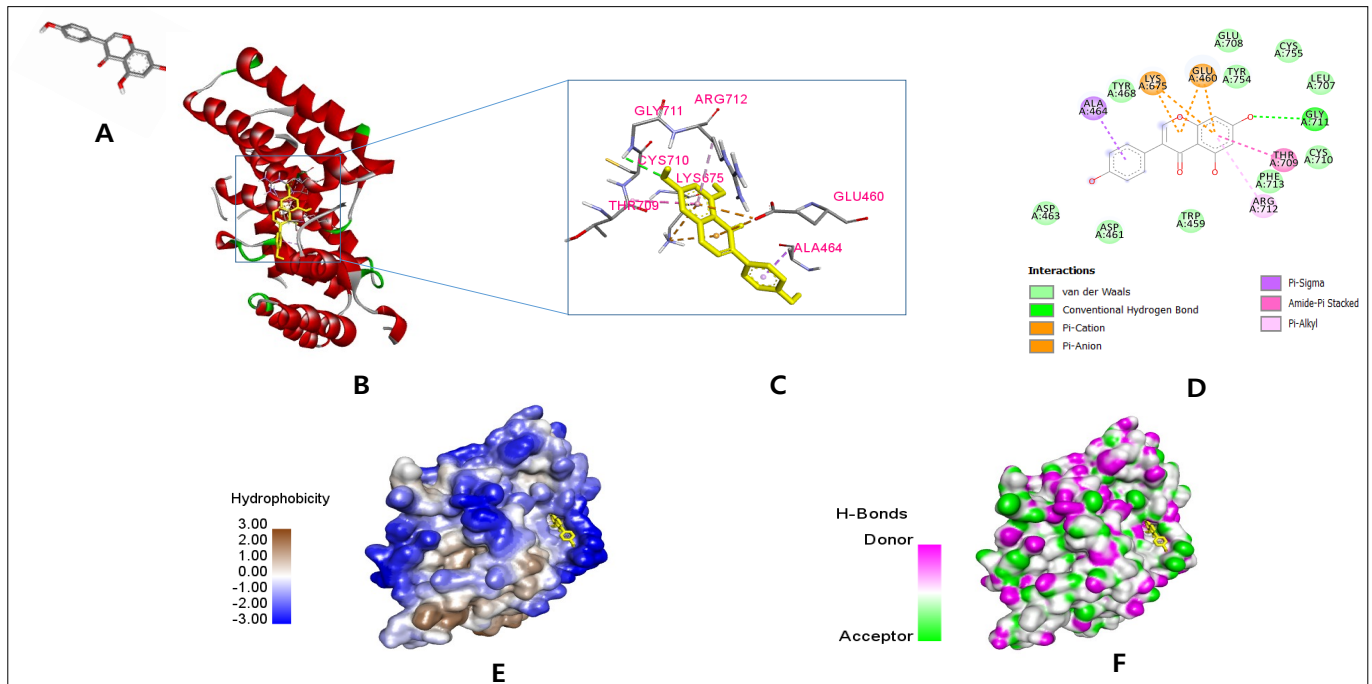 A
B
GLY711
ARG712
CYS710
LYS675
THR709
GLU460
ALA464
C
GLU
A:708
CYS
A:755
LYS
A:675
GLU
A:460
TYR
A:754
TYR
A:468
LEU
A:707
ALA
A:464
GLY
A:711
THR
A:709
CYS
A:710
PHE
A:713
ARG
A:712
ASP
A:463
ASP
A:461
TRP
A:459
O
Interactions
van der Waals
Conventional Hydrogen Bond
Pi-Cation
Pi-Anion
Pi-Sigma
Amide-Pi Stacked
Pi-Alkyl
D
Hydrophobicity
3.00
2.00
1.00
0.00
-1.00
-2.00
-3.00
E
H-Bonds
Donor
Acceptor
F